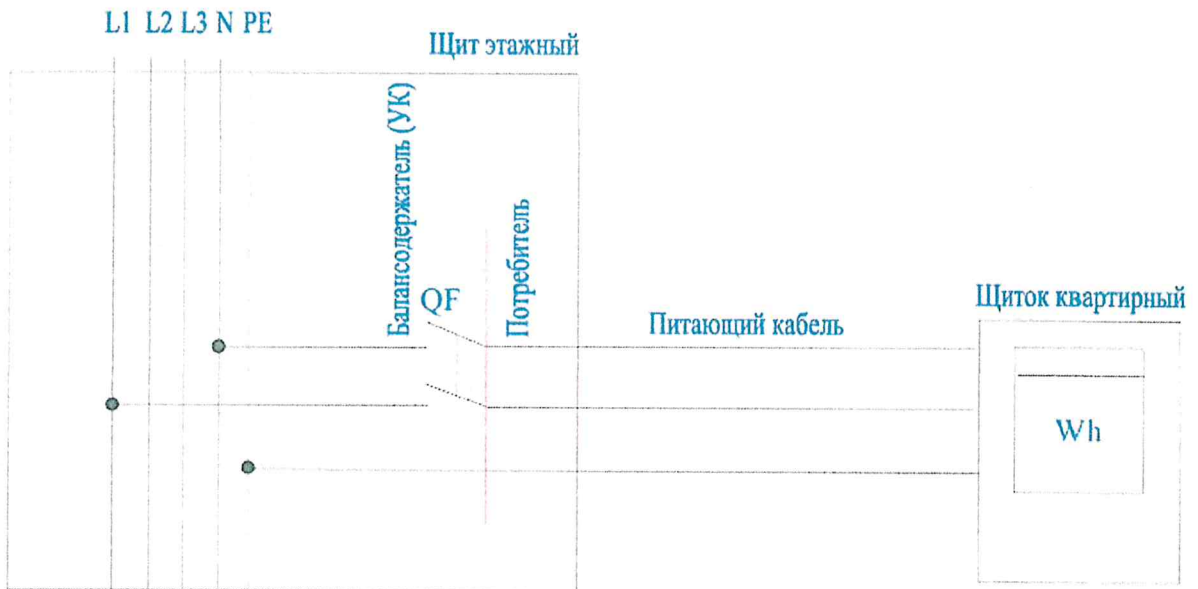 L1 L2 L3 N PE
Щит этажный
Балансодержатель (УК)
Потребитель
QF
Питающий кабель
Щиток квартирный
Wh